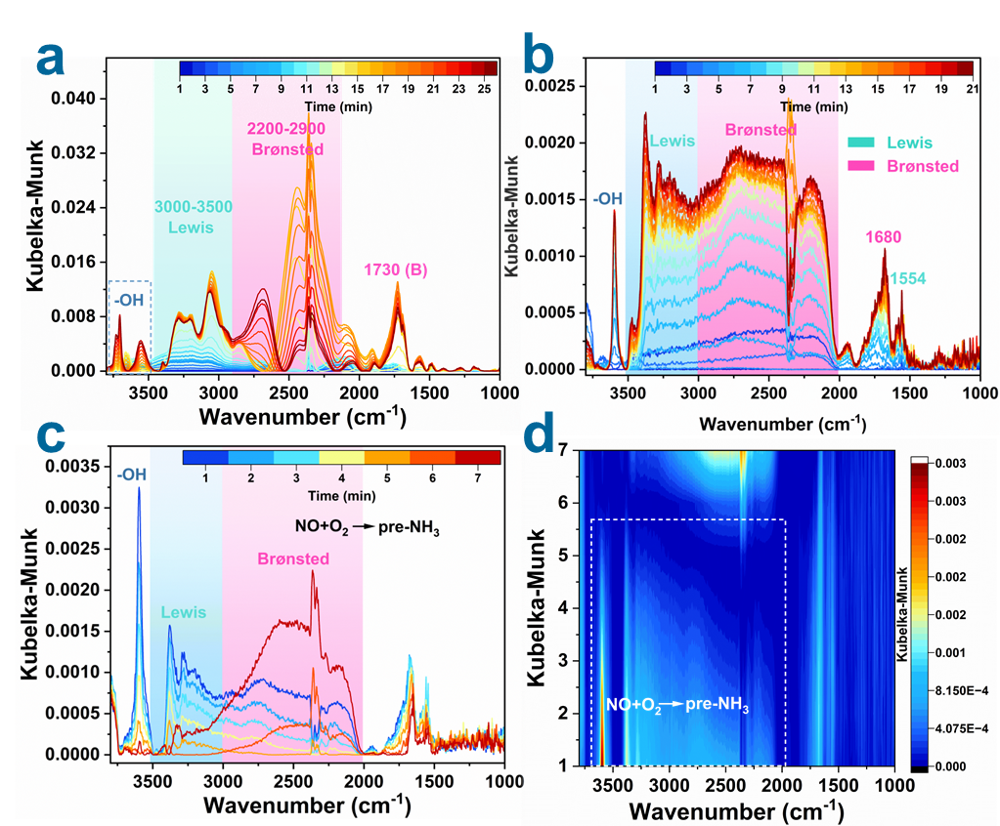 a
1 3 5 7 9 11 13 15 17 19 21 23 25
Time (min)
2200-2900
Brønsted
3000-3500
Lewis
-OH
1730 (B)
Kubelka-Munk
0.040
0.032
0.024
0.016
0.008
0.000
3500 3000 2500 2000 1500 1000
Wavenumber (cm-1)
b
1 3 5 7 9 11 13 15 17 19 21
Time (min)
Lewis
Brønsted
Lewis
Brønsted
-OH
1680
1554
Kubelka-Munk
0.0025
0.0020
0.0015
0.0010
0.0005
0.0000
3500 3000 2500 2000 1500 1000
Wavenumber (cm-1)
c
1 2 3 4 5 6 7
Time (min)
-OH
NO+O2 → pre-NH3
Brønsted
Lewis
Kubelka-Munk
0.0035
0.0030
0.0025
0.0020
0.0015
0.0010
0.0005
0.0000
3500 3000 2500 2000 1500 1000
Wavenumber (cm-1)
d
Kubelka-Munk
7
6
5
4
3
2
1
NO+O2→pre-NH3
3500 3000 2500 2000 1500 1000
Wavenumber (cm-1)
Kubelka-Munk
0.003
0.002
0.002
0.002
0.001
8.150E-4
4.075E-4
0.000